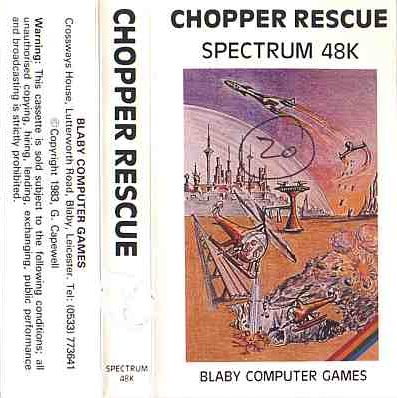 BLABY COMPUTER GAMES
Crossways House, Lutterworth Road, Blaby, Leicester, Tel: (0533) 773641
©Copyright 1983, G. Capewell
Warning: This cassette is sold subject to the following conditions; all
unauthorised copying, hiring, lending, exchanging, public performance
and broadcasting is strictly prohibited.
CHOPPER RESCUE
SPECTRUM
48K
CHOPPER RESCUE
SPECTRUM 48K
20
BLABY COMPUTER GAMES